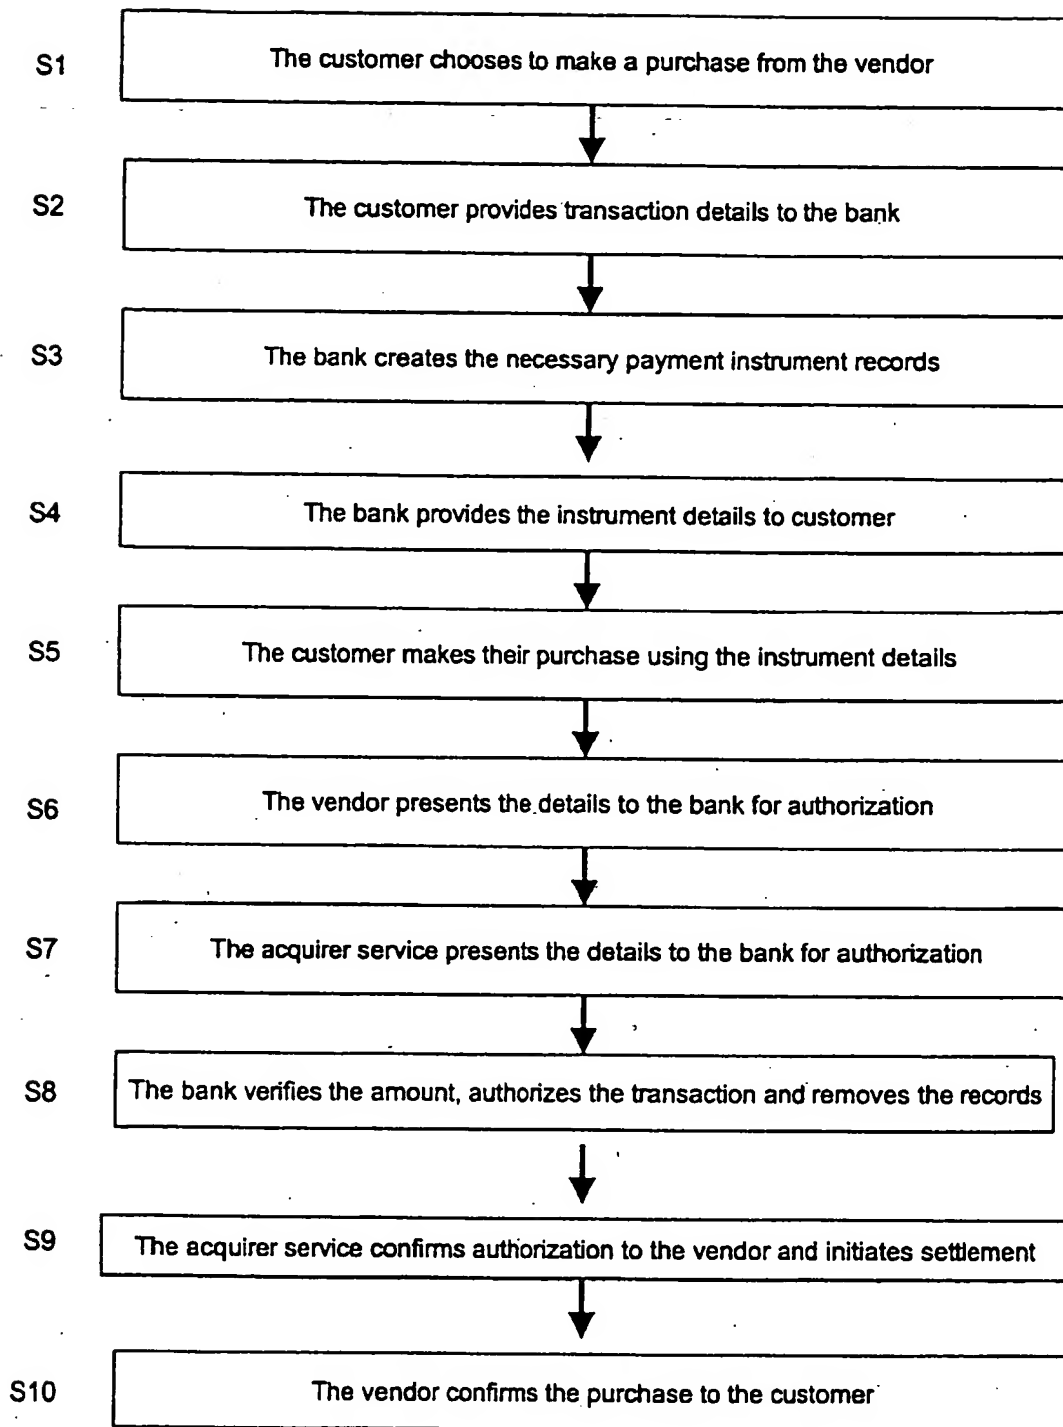 S1 The customer chooses to make a purchase from the vendor
S2 The customer provides transaction details to the bank
S3 The bank creates the necessary payment instrument records
S4 The bank provides the instrument details to customer
S5 The customer makes their purchase using the instrument details
S6 The vendor presents the details to the bank for authorization
S7 The acquirer service presents the details to the bank for authorization
S8 The bank verifies the amount, authorizes the transaction and removes the records
S9 The acquirer service confirms authorization to the vendor and initiates settlement
S10 The vendor confirms the purchase to the customer